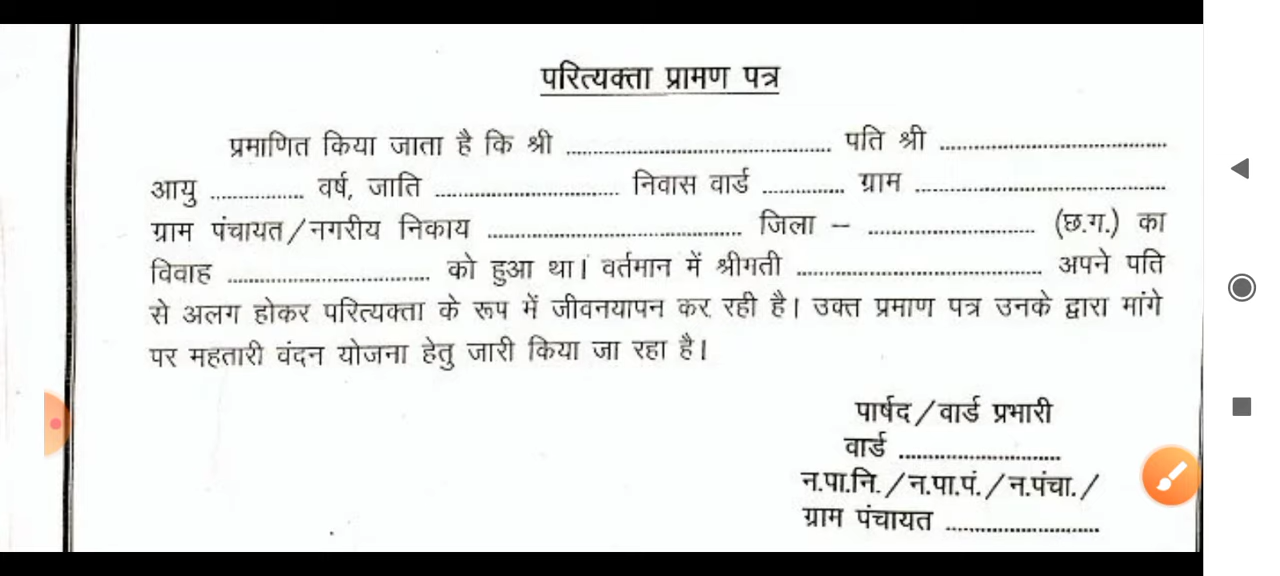 परित्यक्ता प्रामण पत्र
प्रमाणित किया जाता है कि श्री ............................................ पति श्री ......................................
आयु ................ वर्ष, जाति ............................... निवास वार्ड .............. ग्राम ..........................................
ग्राम पंचायत/नगरीय निकाय .......................................... जिला – ............................ (छ.ग.) का
विवाह .................................. को हुआ था। वर्तमान में श्रीमती ......................................... अपने पति
से अलग होकर परित्यक्ता के रूप में जीवनयापन कर रही है। उक्त प्रमाण पत्र उनके द्वारा मांगे
पर महतारी वंदन योजना हेतु जारी किया जा रहा है।
पार्षद/वार्ड प्रभारी
वार्ड ...........................
न.पा.नि./न.पा.पं./न.पंचा./
ग्राम पंचायत ..........................